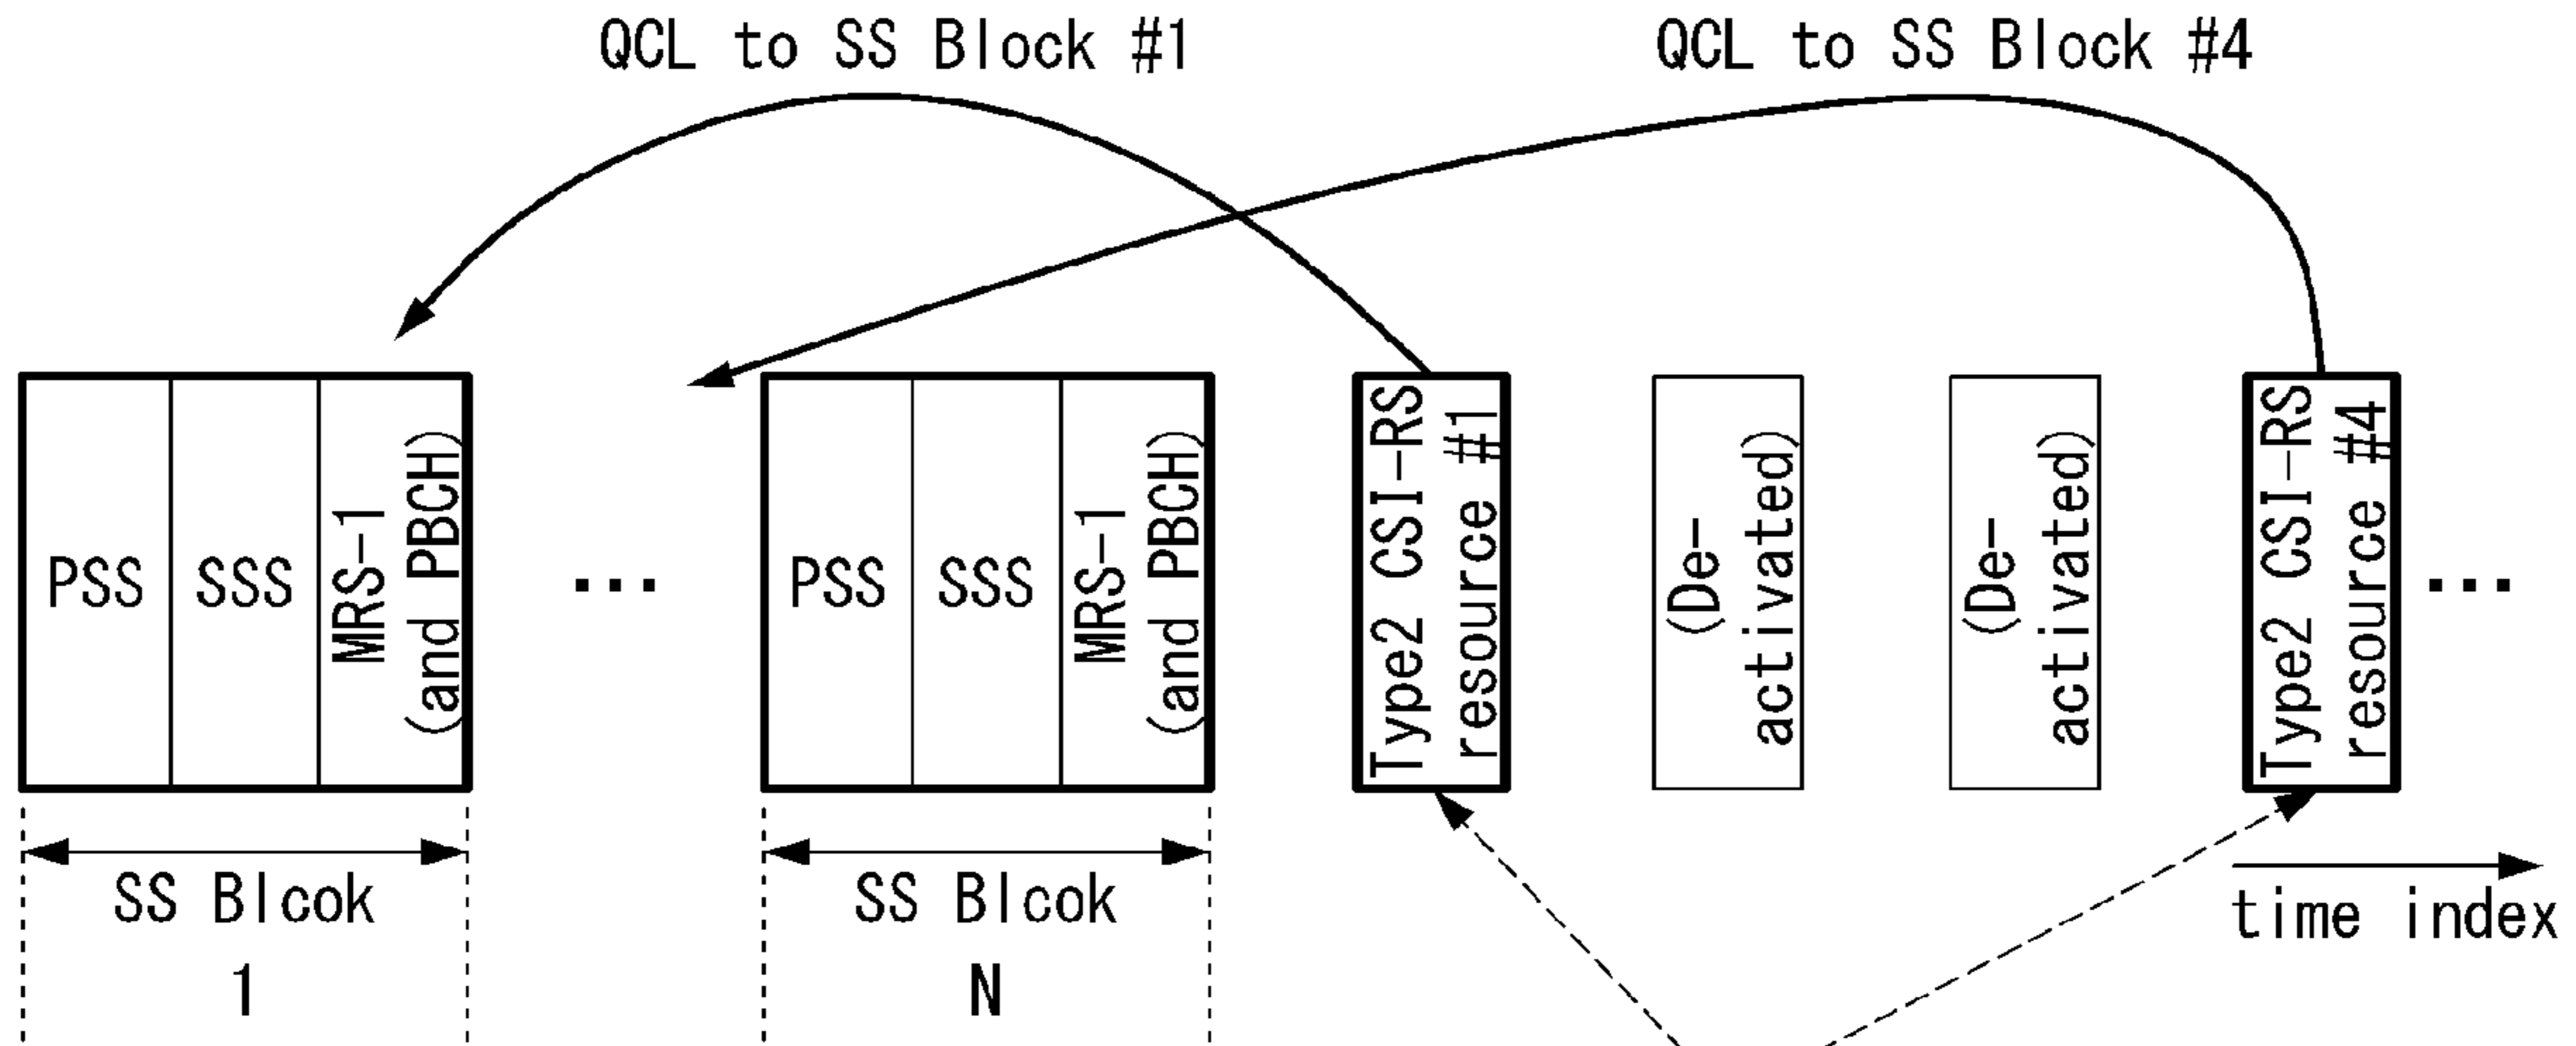 QCL to SS Block #1
QCL to SS Block #4
PSS
SSS
MRS-1
(and PBCH)
...
PSS
SSS
MRS-1
(and PBCH)
Type2 CSI-RS
resource #1
(De-
activated)
(De-
activated)
Type2 CSI-RS
resource #4
...
SS Blcok
1
SS Blcok
N
time index